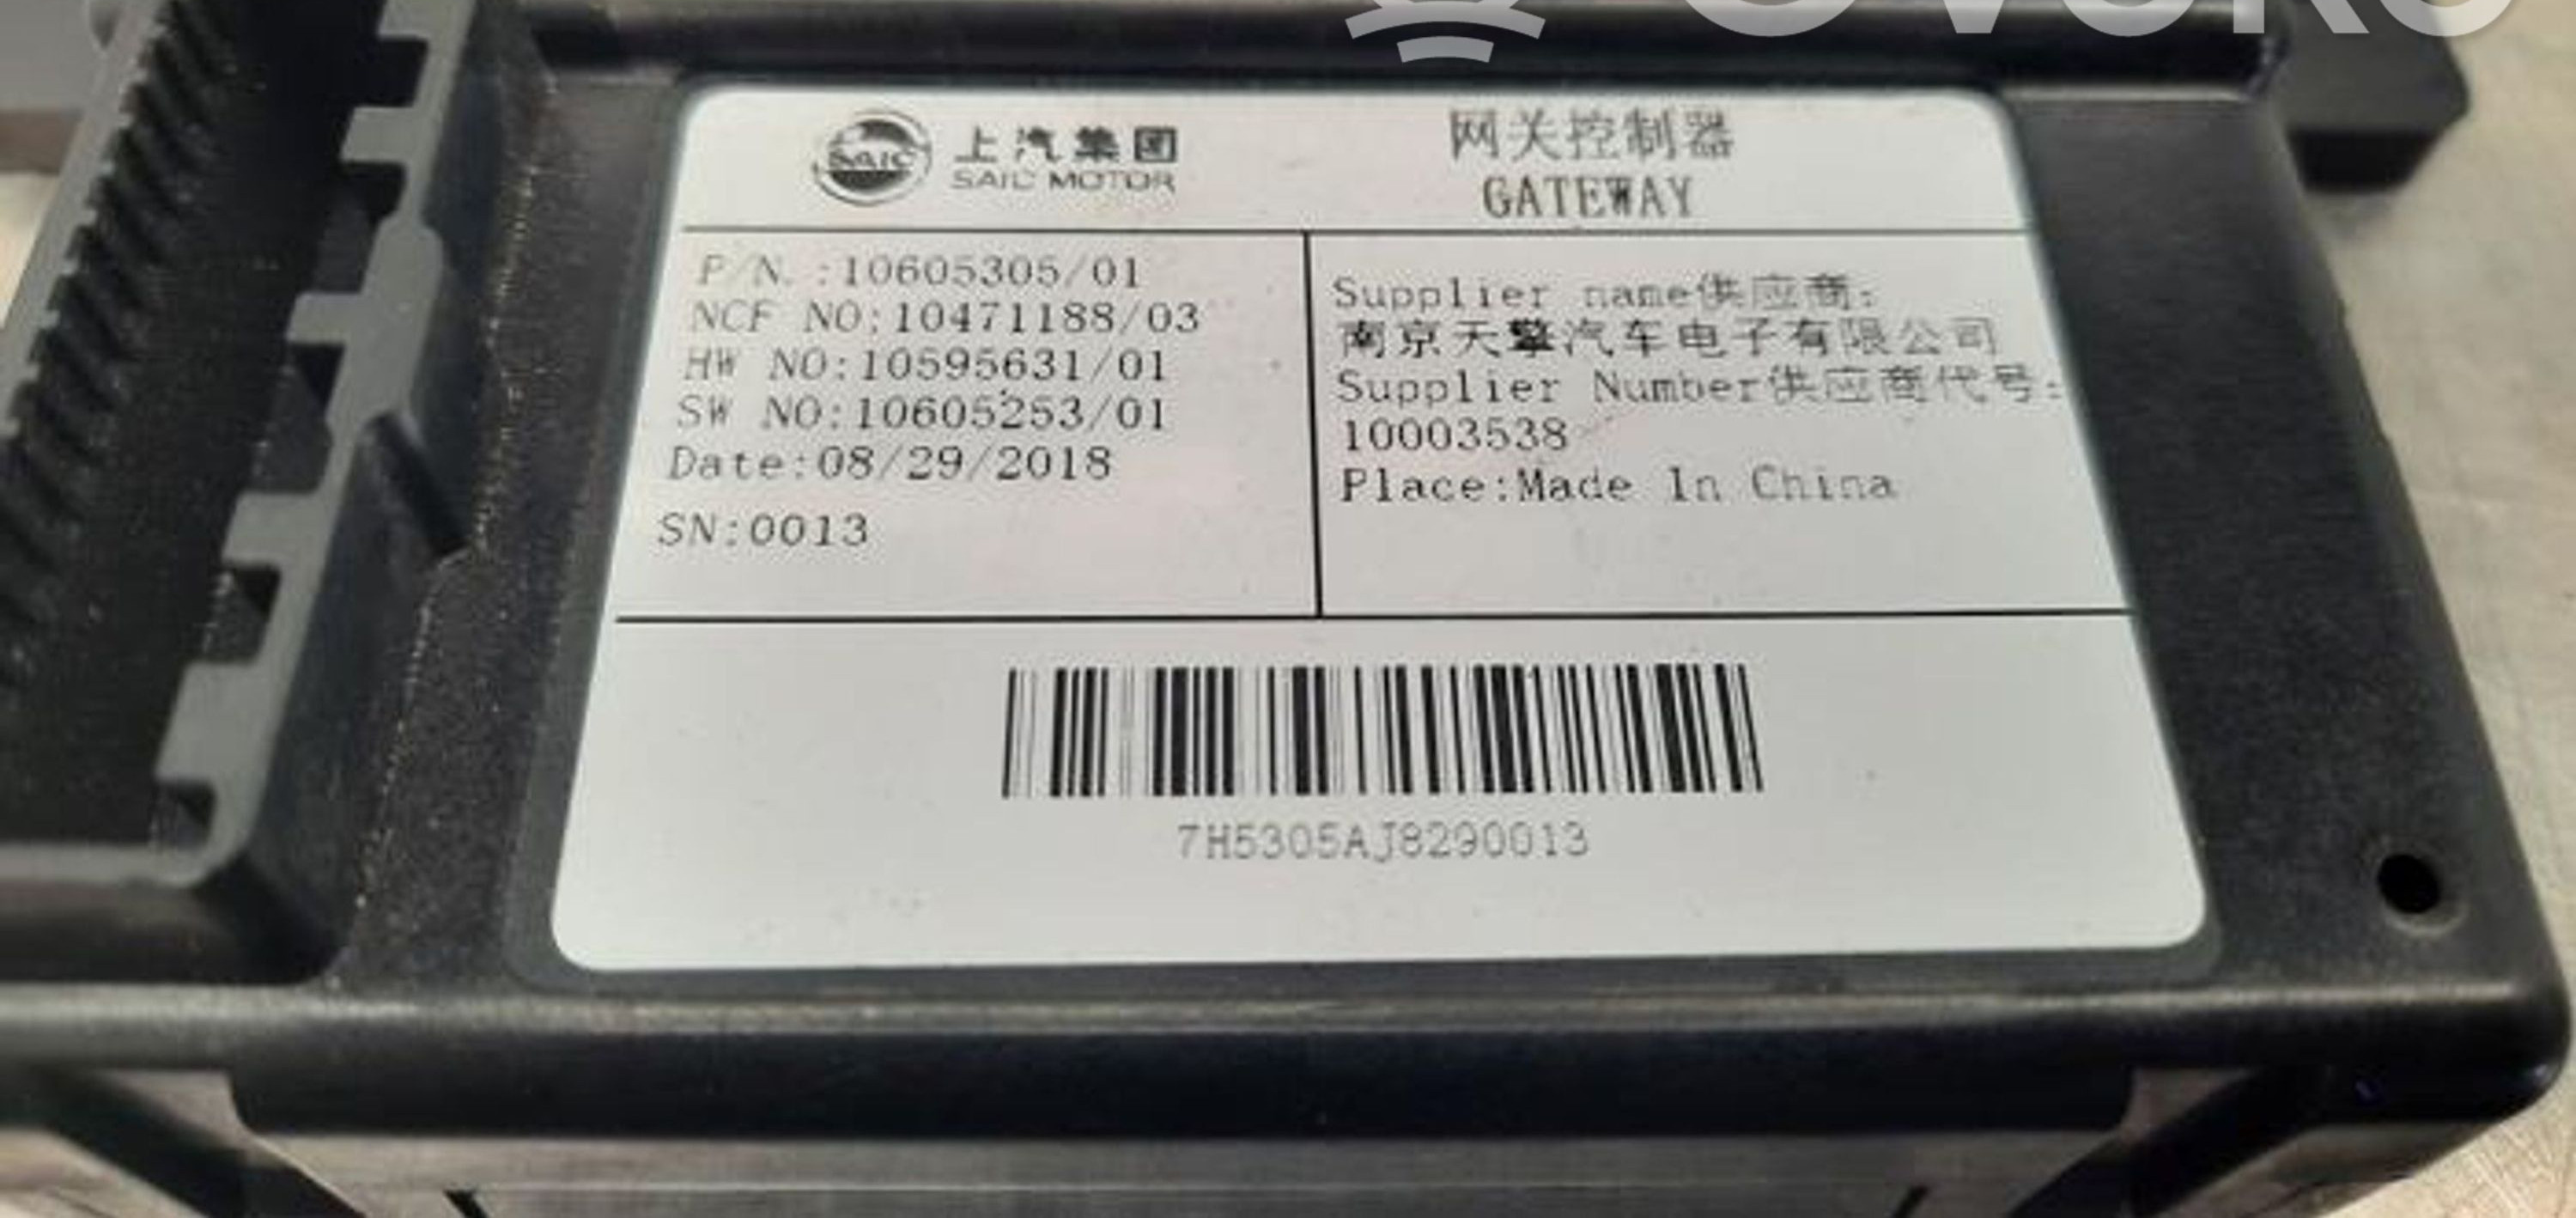 SAIC 上汽集团
SAIC MOTOR
网关控制器
GATEWAY
P/N.:10605305/01
NCF NO:10471188/03
HW NO:10595631/01
SW NO:10605253/01
Date:08/29/2018
SN:0013
Supplier name供应商:
南京天擎汽车电子有限公司
Supplier Number供应商代号:
10003538
Place:Made In China
7H5305AJ8290013